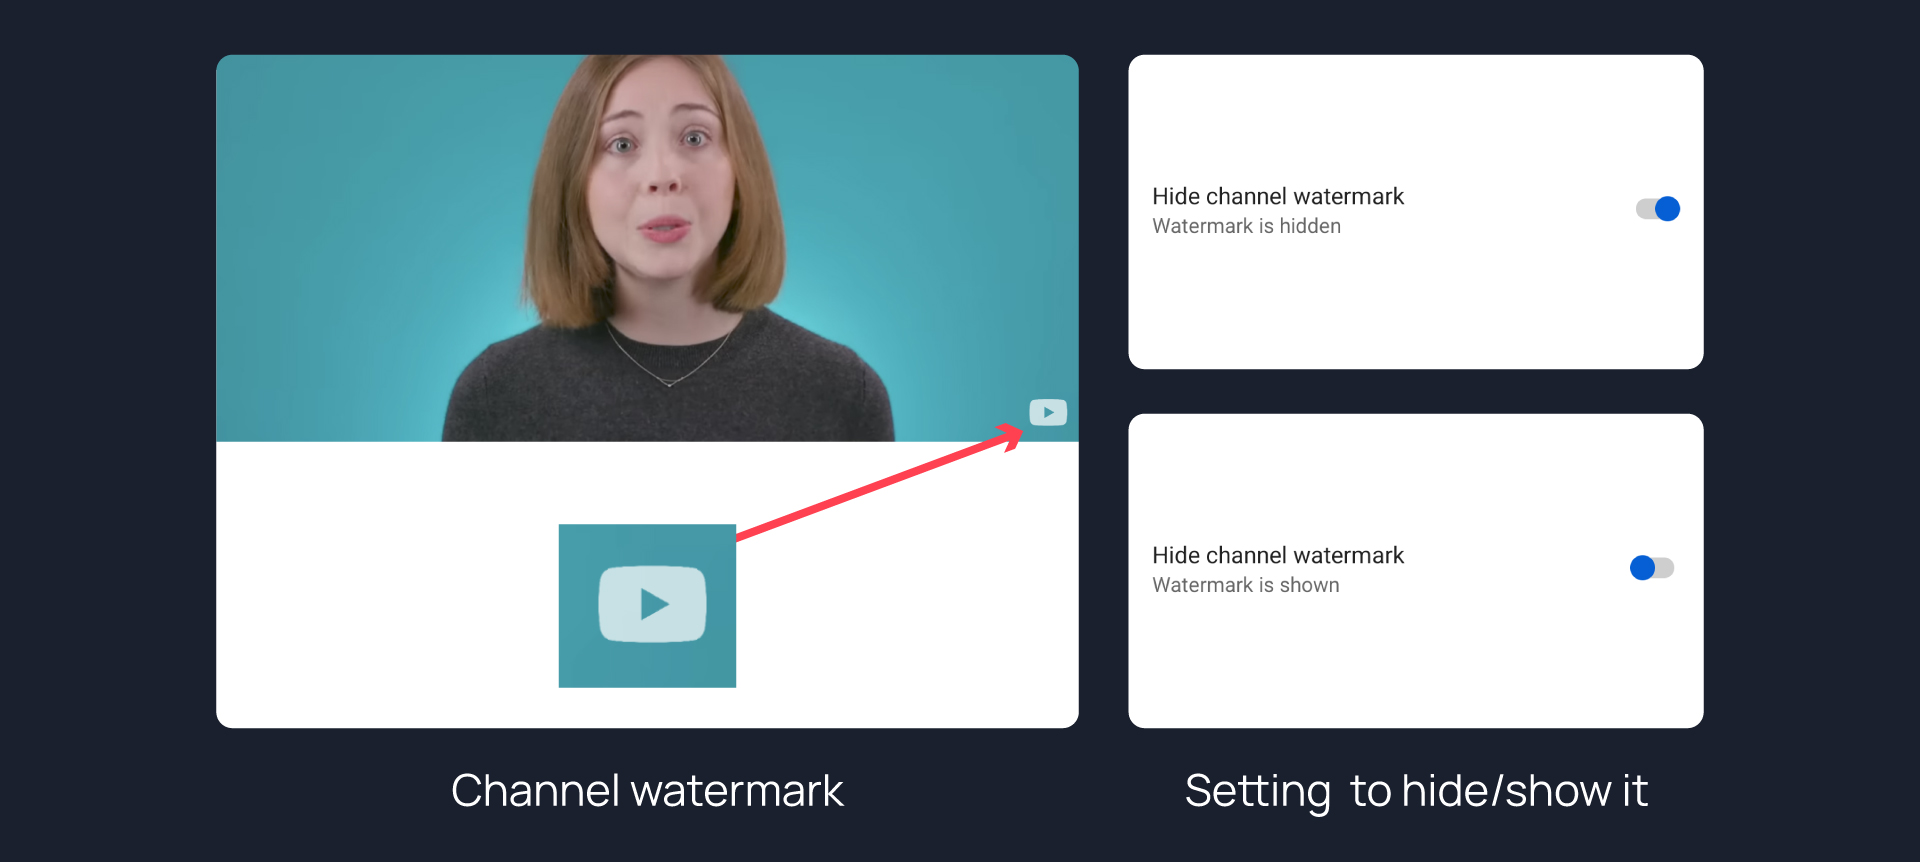 Hide channel watermark
Watermark is hidden
Hide channel watermark
Watermark is shown
Channel watermark
Setting to hide/show it